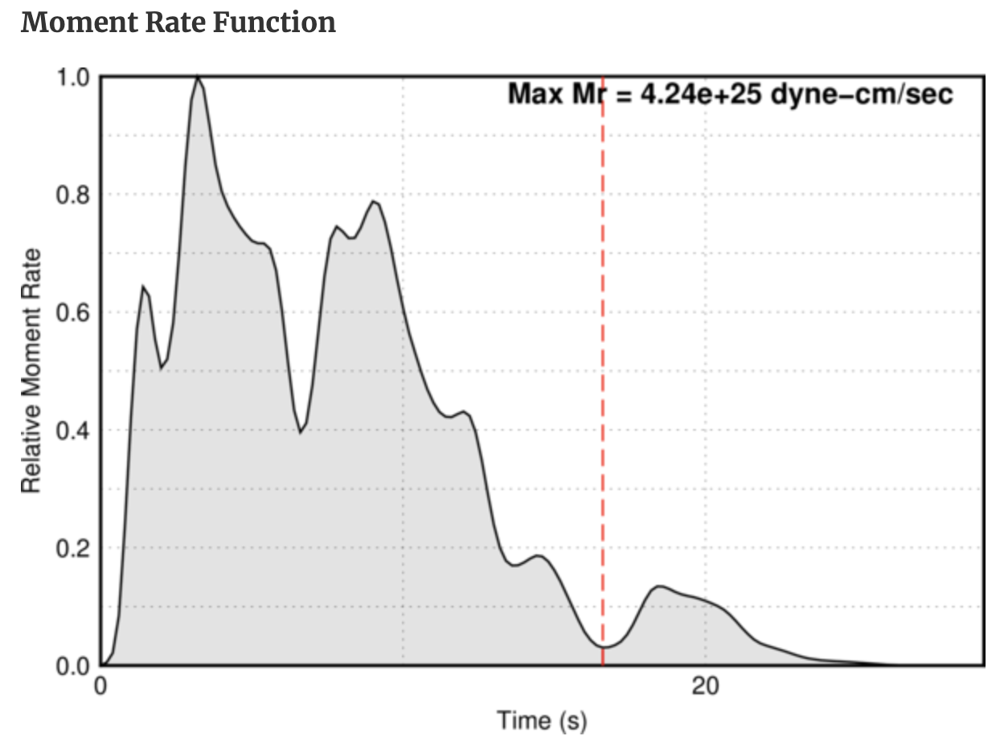 Moment Rate Function
Max Mr = 4.24e+25 dyne−cm/sec
1.0
0.8
0.6
0.4
0.2
0.0
Relative Moment Rate
0
20
Time (s)